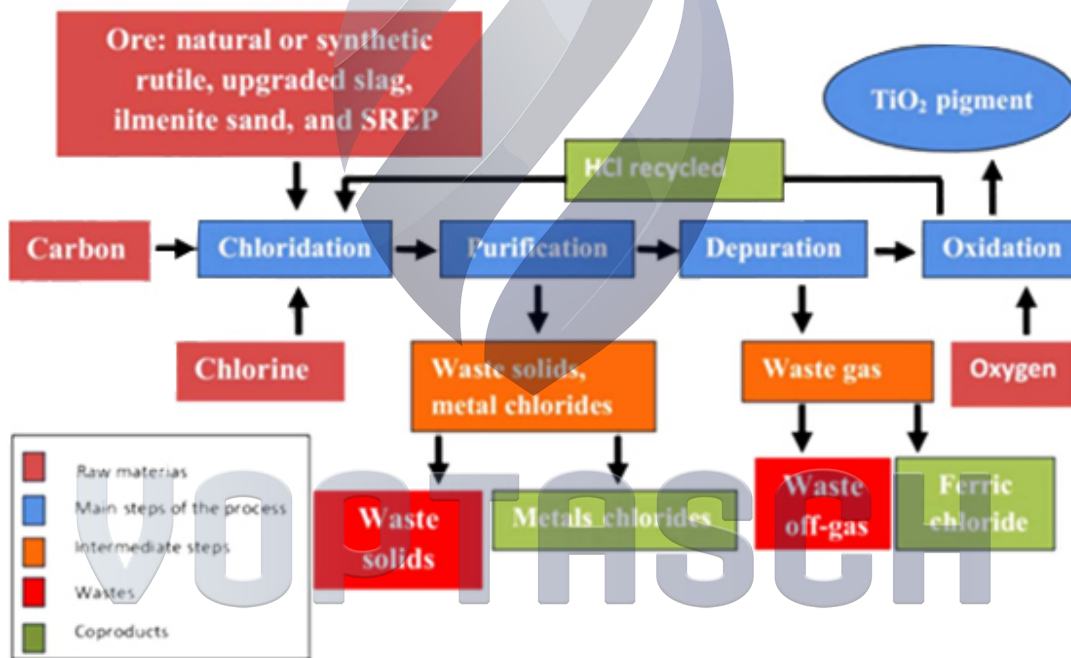 Ore: natural or synthetic
rutile, upgraded slag,
ilmenite sand, and SREP
TiO₂ pigment
HCl recycled
Carbon
Chloridation
Purification
Depuration
Oxidation
Chlorine
Waste solids,
metal chlorides
Waste gas
Oxygen
Raw materias
Main steps of the process
Intermediate steps
Wastes
Coproducts
Waste
solids
Metals chlorides
Waste
off-gas
Ferric
chloride
VOPTASCH